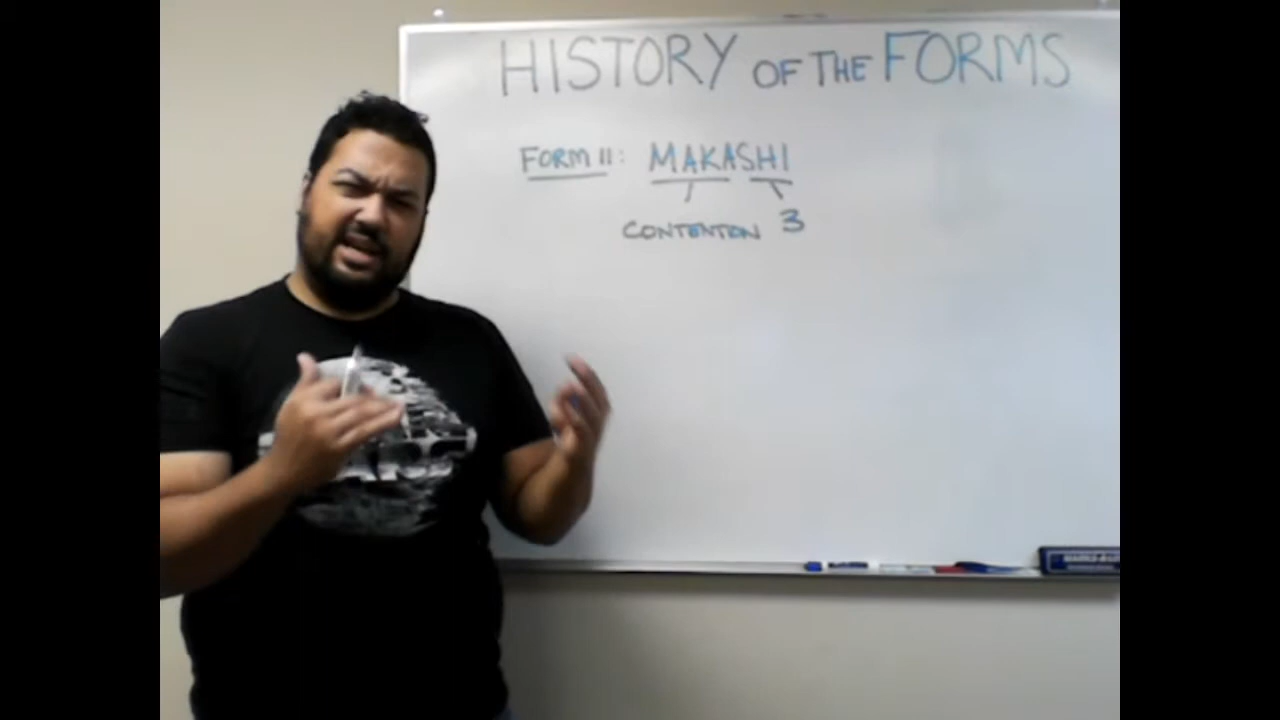 HISTORY OF THE FORMS
FORM II: MAKASHI
CONTENTION 3